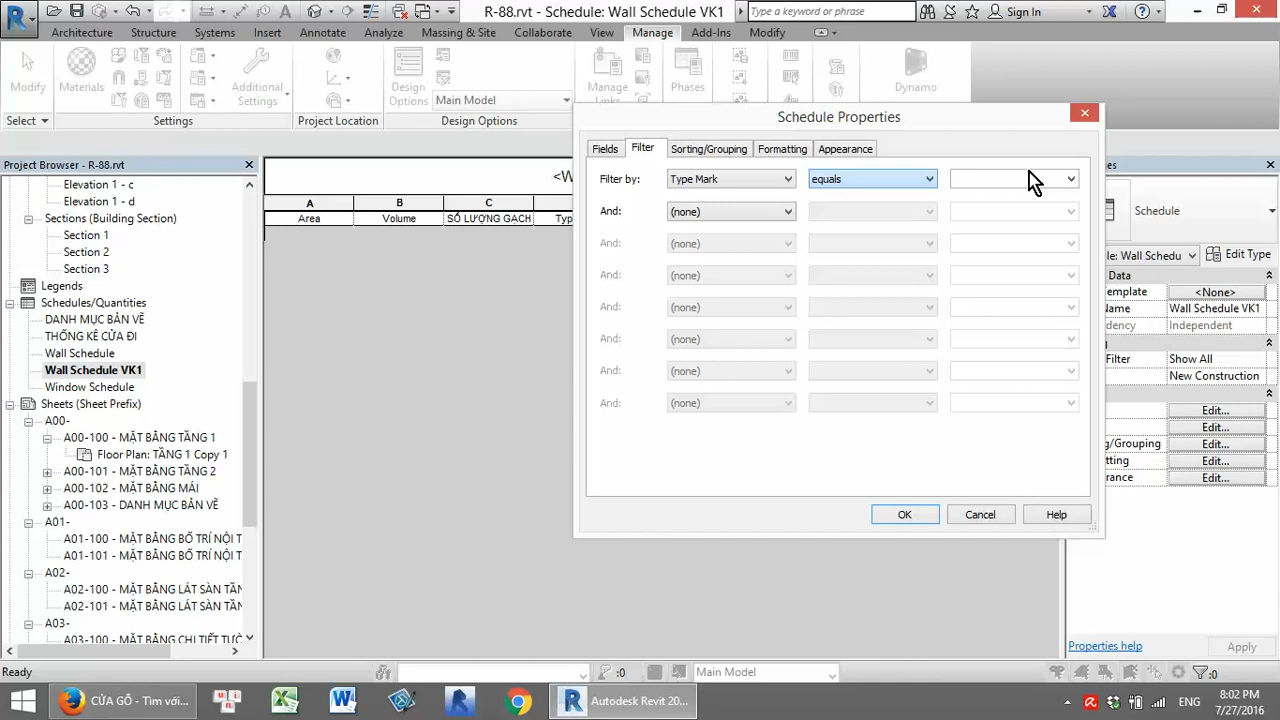 R-88.rvt - Schedule: Wall Schedule VK1
Type a keyword or phrase
Sign In
Architecture Structure Systems Insert Annotate Analyze Massing & Site Collaborate View Manage Add-Ins Modify
Modify
Materials
Additional
Settings
Design
Options
Main Model
Manage
Links
Phases
Dynamo
Select
Settings
Project Location
Design Options
Project Browser - R-88.rvt
Elevation 1 - c
Elevation 1 - d
Sections (Building Section)
Section 1
Section 2
Section 3
Legends
Schedules/Quantities
DANH MỤC BẢN VẼ
THỐNG KÊ CỬA ĐI
Wall Schedule
Wall Schedule VK1
Window Schedule
Sheets (Sheet Prefix)
A00-
A00-100 - MẶT BẰNG TẦNG 1
Floor Plan: TẦNG 1 Copy 1
A00-101 - MẶT BẰNG TẦNG 2
A00-102 - MẶT BẰNG MÁI
A00-103 - DANH MỤC BẢN VẼ
A01-
A01-100 - MẶT BẰNG BỐ TRÍ NỘI T
A01-101 - MẶT BẰNG BỐ TRÍ NỘI T
A02-
A02-100 - MẶT BẰNG LÁT SÀN TẦN
A02-101 - MẶT BẰNG LÁT SÀN TẦN
A03-
A03-100 - MẶT BẰNG CHI TIẾT TƯỜ
<W
A B C
Area Volume SỐ LƯỢNG GẠCH Typ
Schedule Properties
Fields Filter Sorting/Grouping Formatting Appearance
Filter by: Type Mark equals
And: (none)
And: (none)
And: (none)
And: (none)
And: (none)
And: (none)
And: (none)
OK Cancel Help
es
Schedule
le: Wall Schedu Edit Type
Data
Template <None>
Name Wall Schedule VK1
dency Independent
g
Filter Show All
New Construction
Edit...
Edit...
g/Grouping Edit...
tting Edit...
arance Edit...
Properties help Apply
Ready
:0
Main Model
:0
CỬA GỖ - Tìm với...
Autodesk Revit 20...
ENG
8:02 PM
7/27/2016